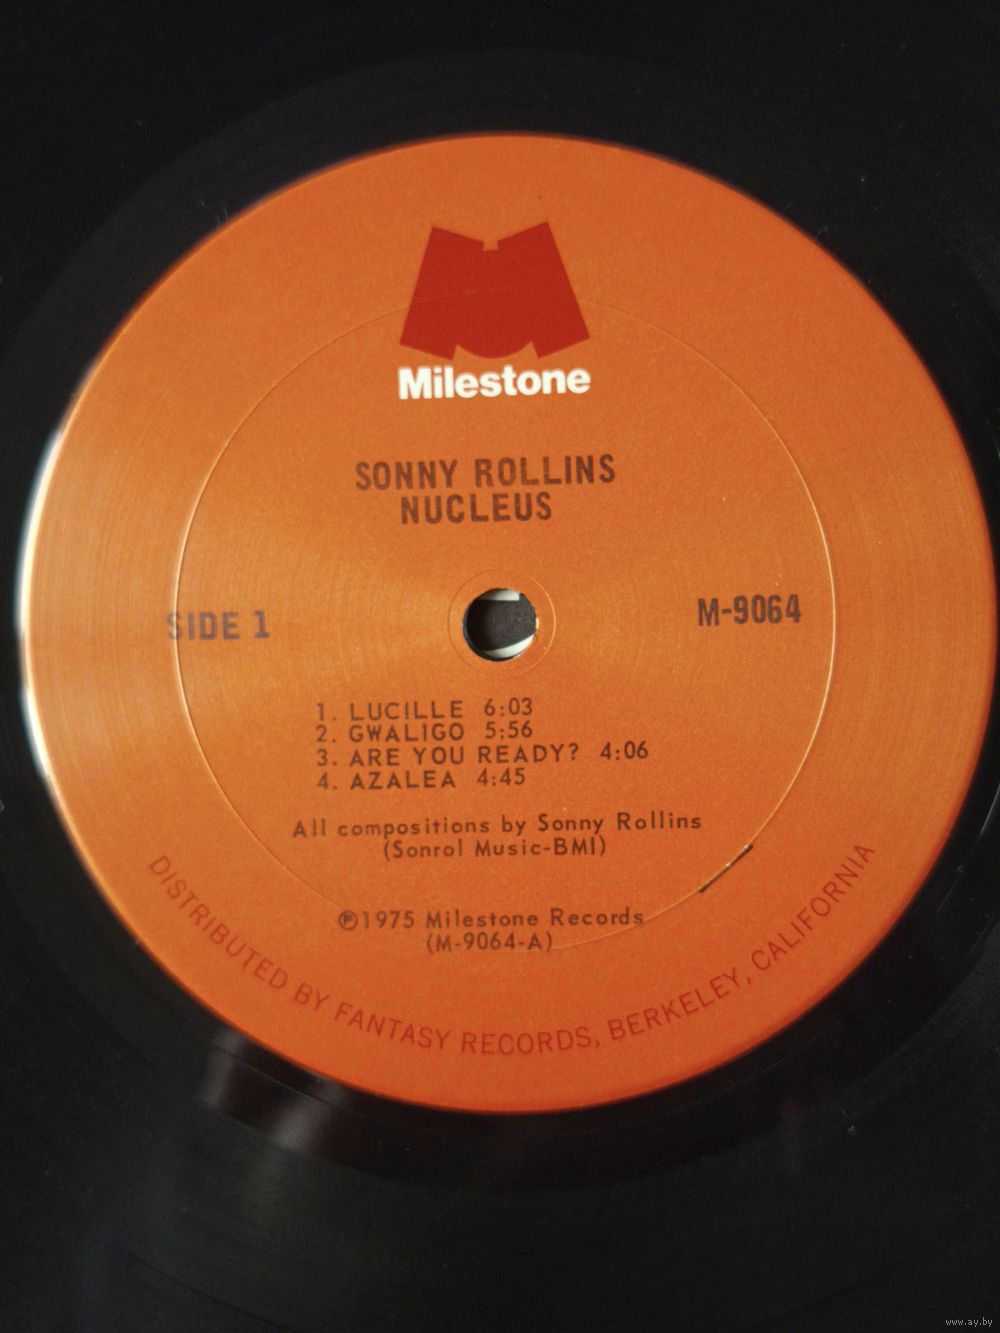 Milestone
SONNY ROLLINS
NUCLEUS
SIDE 1
M-9064
1. LUCILLE 6:03
2. GWALIGO 5:56
3. ARE YOU READY? 4:06
4. AZALEA 4:45
All compositions by Sonny Rollins
(Sonrol Music-BMI)
℗1975 Milestone Records
(M-9064-A)
DISTRIBUTED BY FANTASY RECORDS, BERKELEY, CALIFORNIA
www.ay.by